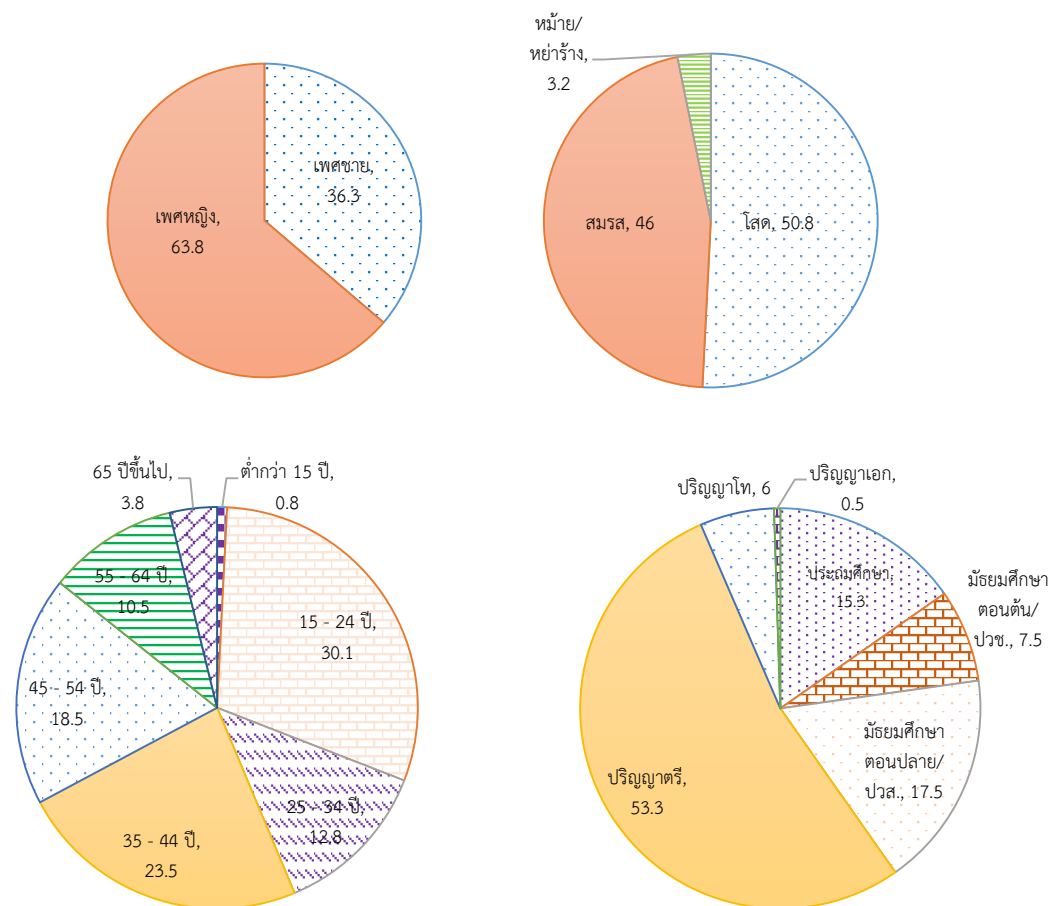 เพศชาย,
36.3
เพศหญิง,
63.8
หม้าย/
หย่าร้าง,
3.2
สมรส, 46
โสด, 50.8
65 ปีขึ้นไป,
3.8
ต่ำกว่า 15 ปี,
0.8
55 - 64 ปี,
10.5
15 - 24 ปี,
30.1
45 - 54 ปี,
18.5
25 - 34 ปี,
12.8
35 - 44 ปี,
23.5
ปริญญาโท, 6
ปริญญาเอก,
0.5
ประถมศึกษา,
15.3
มัธยมศึกษา
ตอนต้น/
ปวช., 7.5
มัธยมศึกษา
ตอนปลาย/
ปวส., 17.5
ปริญญาตรี,
53.3